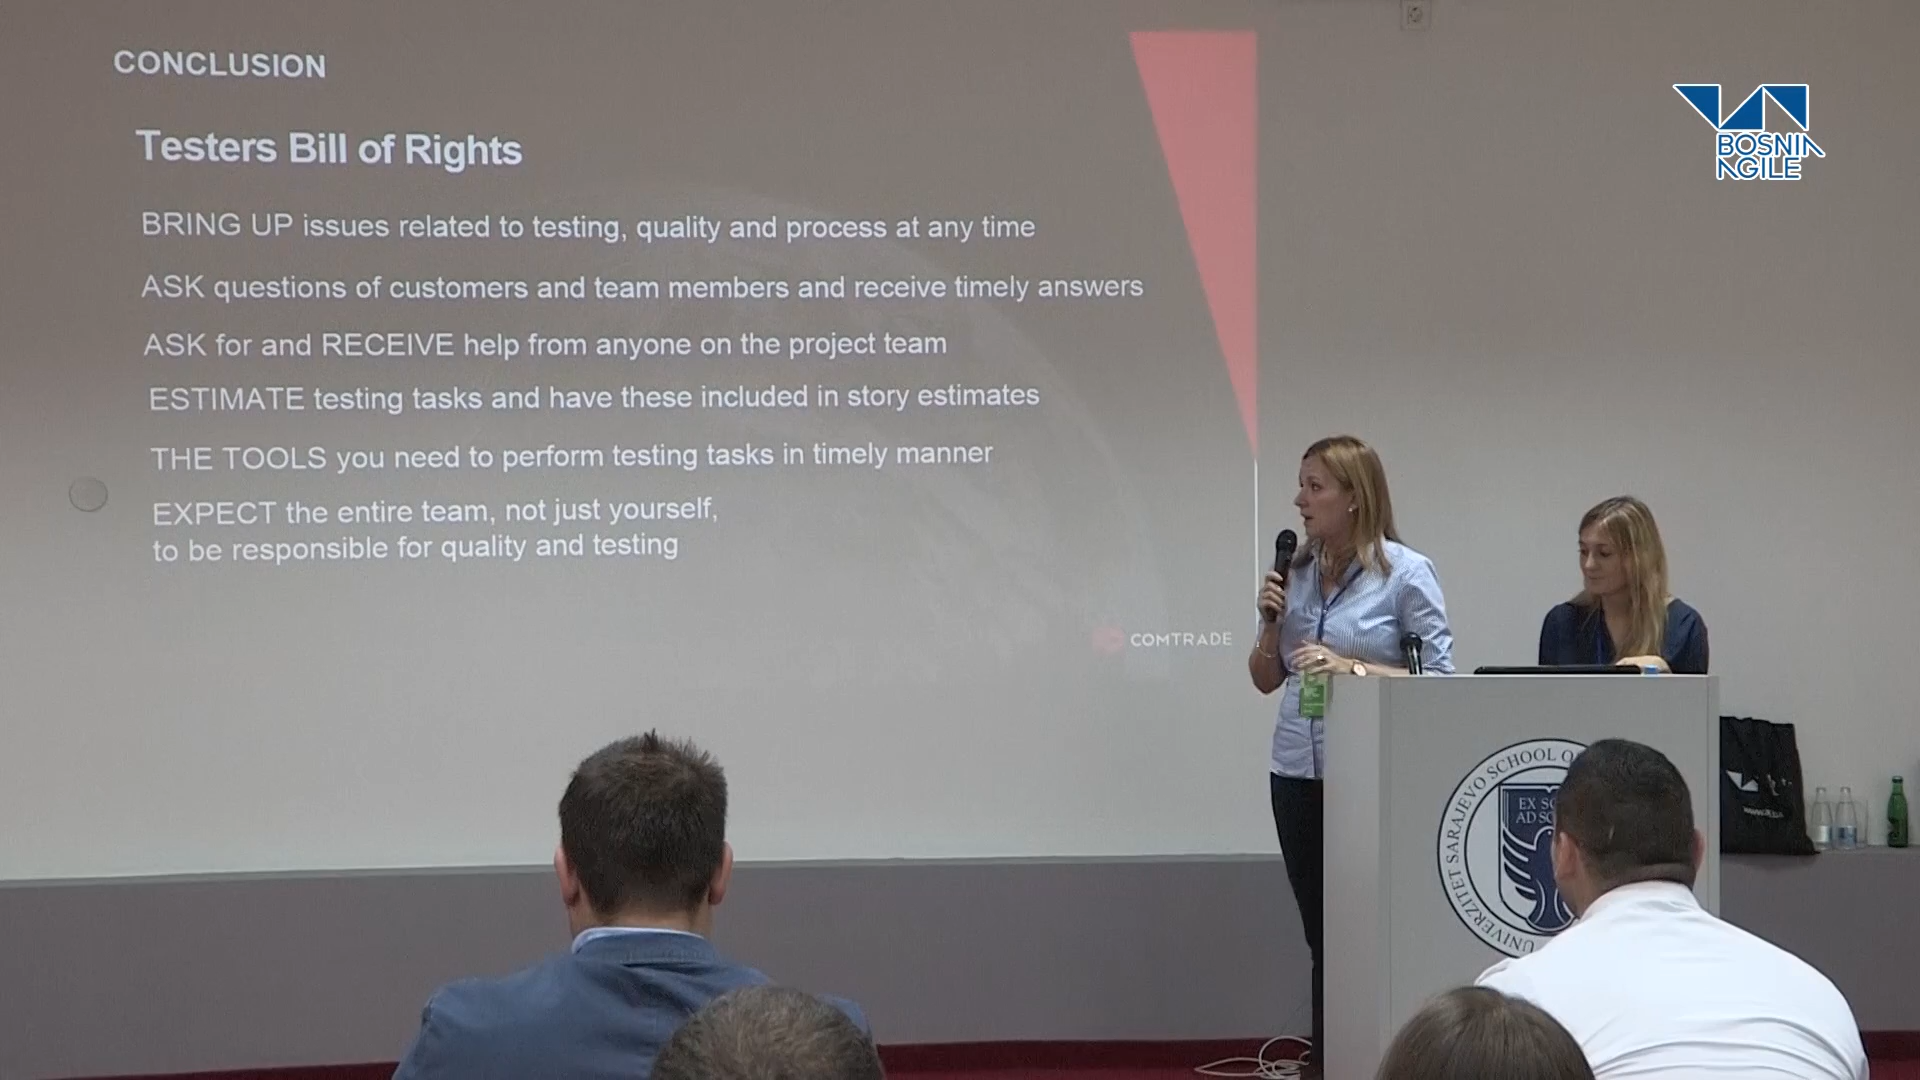 CONCLUSION
Testers Bill of Rights
BRING UP issues related to testing, quality and process at any time
ASK questions of customers and team members and receive timely answers
ASK for and RECEIVE help from anyone on the project team
ESTIMATE testing tasks and have these included in story estimates
THE TOOLS you need to perform testing tasks in timely manner
EXPECT the entire team, not just yourself,
to be responsible for quality and testing
COMTRADE
BOSNIA
AGILE
UNIVERZITET SARAJEVO SCHOOL O
EX SC
AD SC